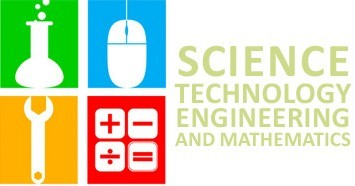 SCIENCE
TECHNOLOGY
ENGINEERING
AND MATHEMATICS
+ −
÷ =